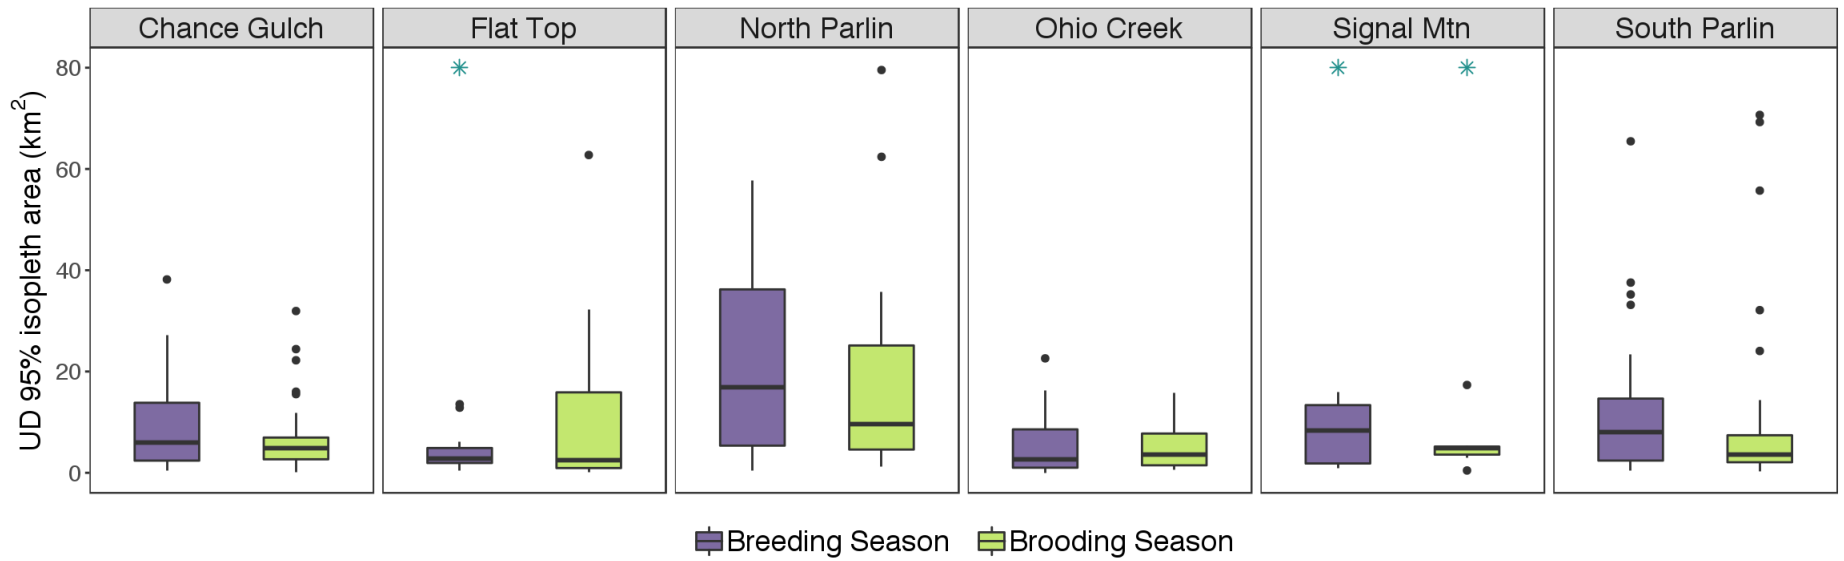 Chance Gulch
Flat Top
North Parlin
Ohio Creek
Signal Mtn
South Parlin
UD 95% isopleth area (km²)
80
60
40
20
0
Breeding Season
Brooding Season